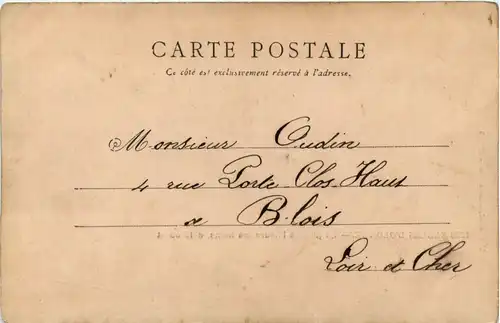 CARTE POSTALE
Ce côté est exclusivement réservé à l'adresse.
Monsieur Oudin
4 rue Porte Clos Haut
a Blois
Loir et Cher